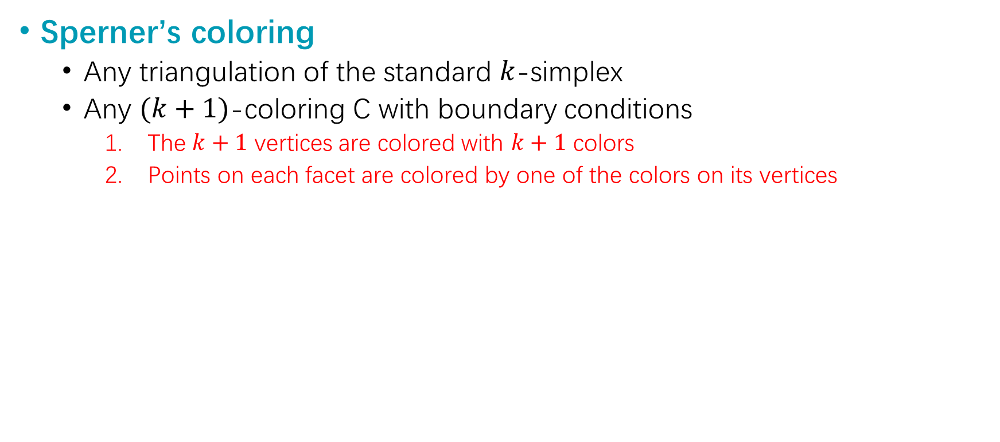 • Sperner’s coloring
• Any triangulation of the standard k-simplex
• Any (k + 1)-coloring C with boundary conditions
1. The k + 1 vertices are colored with k + 1 colors
2. Points on each facet are colored by one of the colors on its vertices